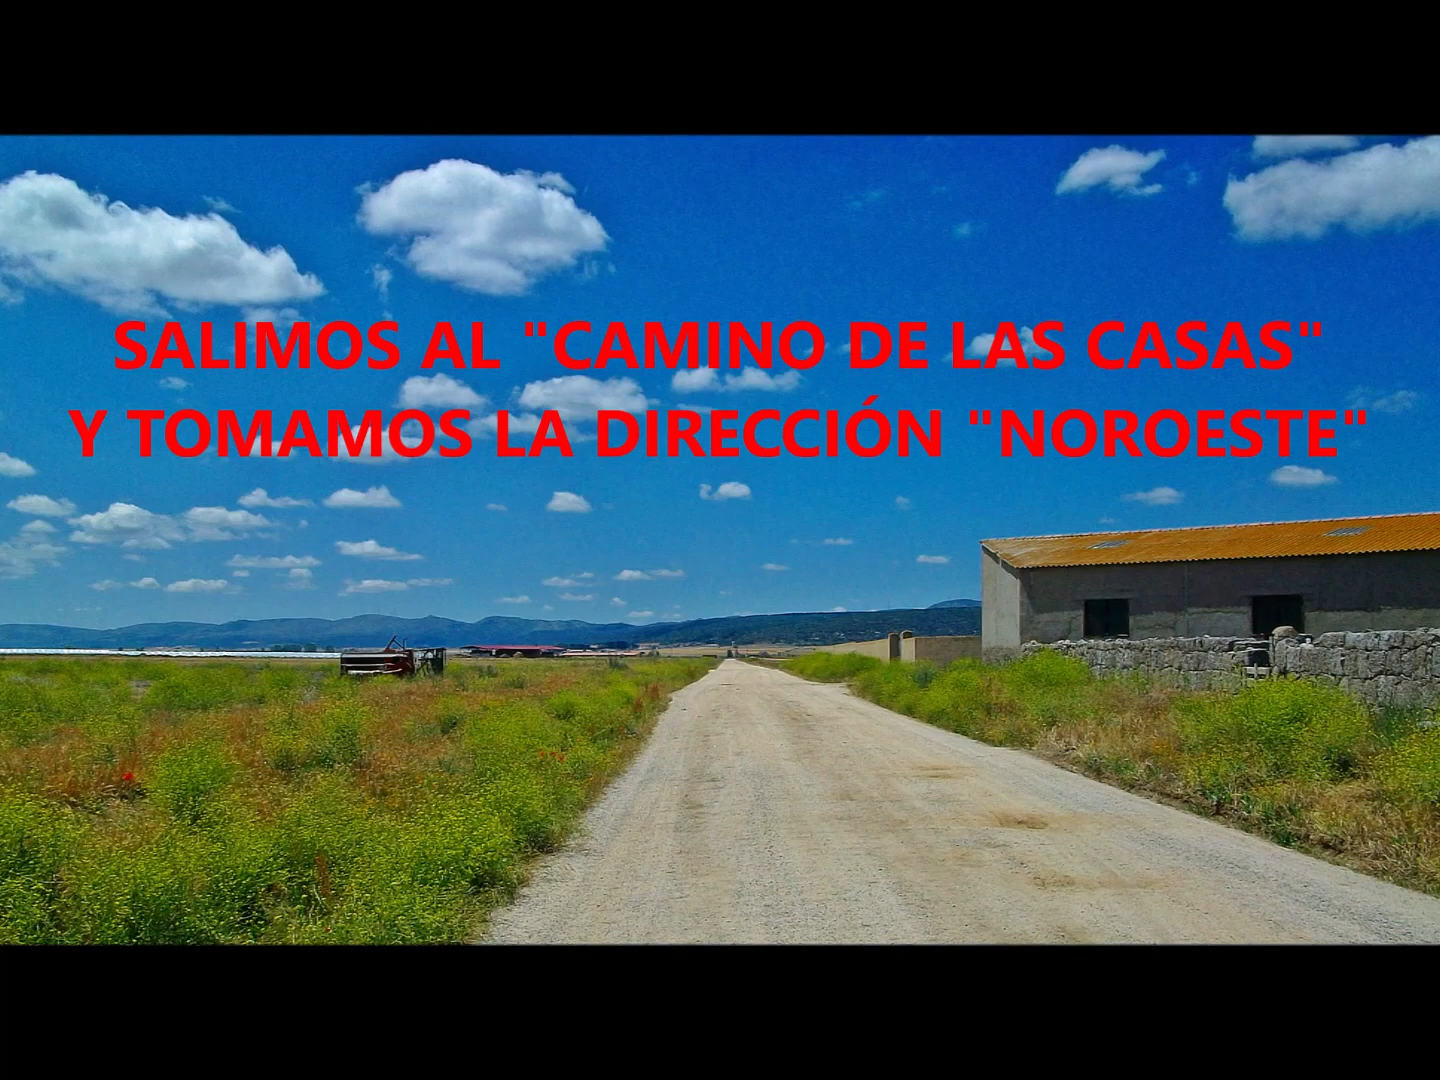 SALIMOS AL "CAMINO DE LAS CASAS"
Y TOMAMOS LA DIRECCIÓN "NOROESTE"